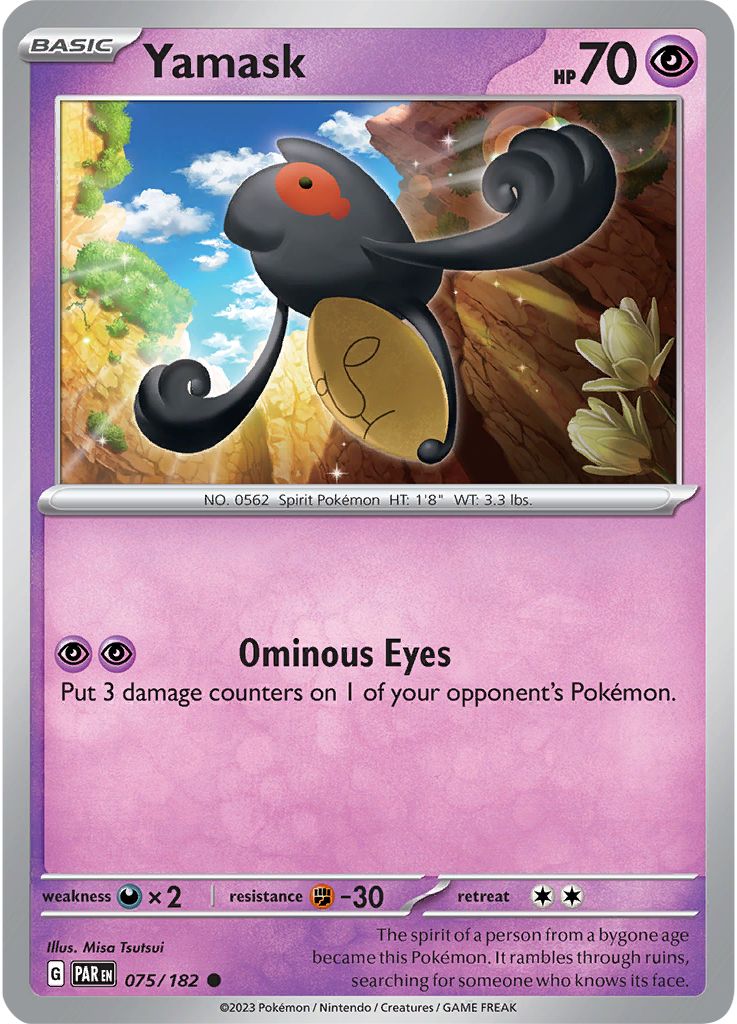 BASIC
Yamask
HP 70
NO. 0562 Spirit Pokémon HT: 1'8" WT: 3.3 lbs.
Ominous Eyes
Put 3 damage counters on 1 of your opponent's Pokémon.
weakness ×2 resistance -30 retreat
Illus. Misa Tsutsui
The spirit of a person from a bygone age
became this Pokémon. It rambles through ruins,
searching for someone who knows its face.
G PAR EN 075/182
©2023 Pokémon / Nintendo / Creatures / GAME FREAK